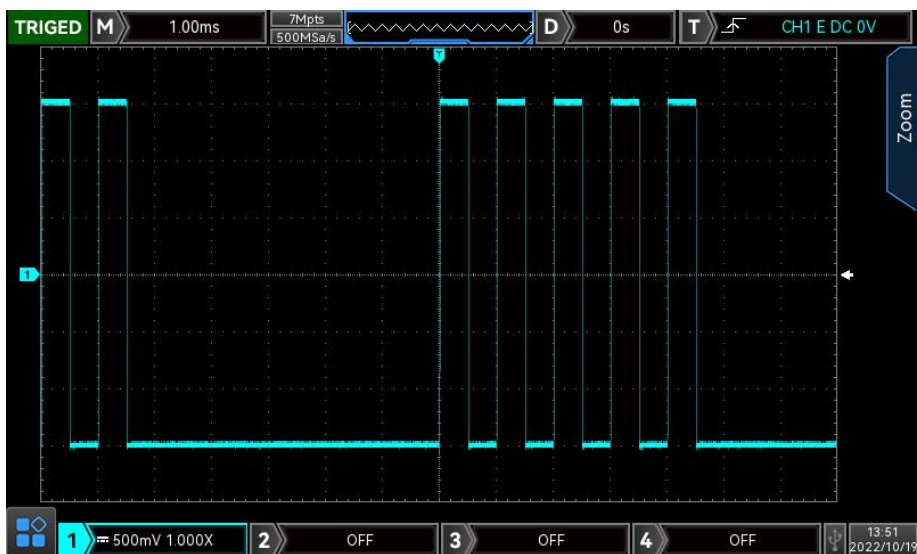 TRIGED M 1.00ms 7Mpts D 0s T CH1 E DC 0V
500MSa/s
T
Zoom
1
1 500mV 1.000X 2 OFF 3 OFF 4 OFF 13:51
2022/10/19